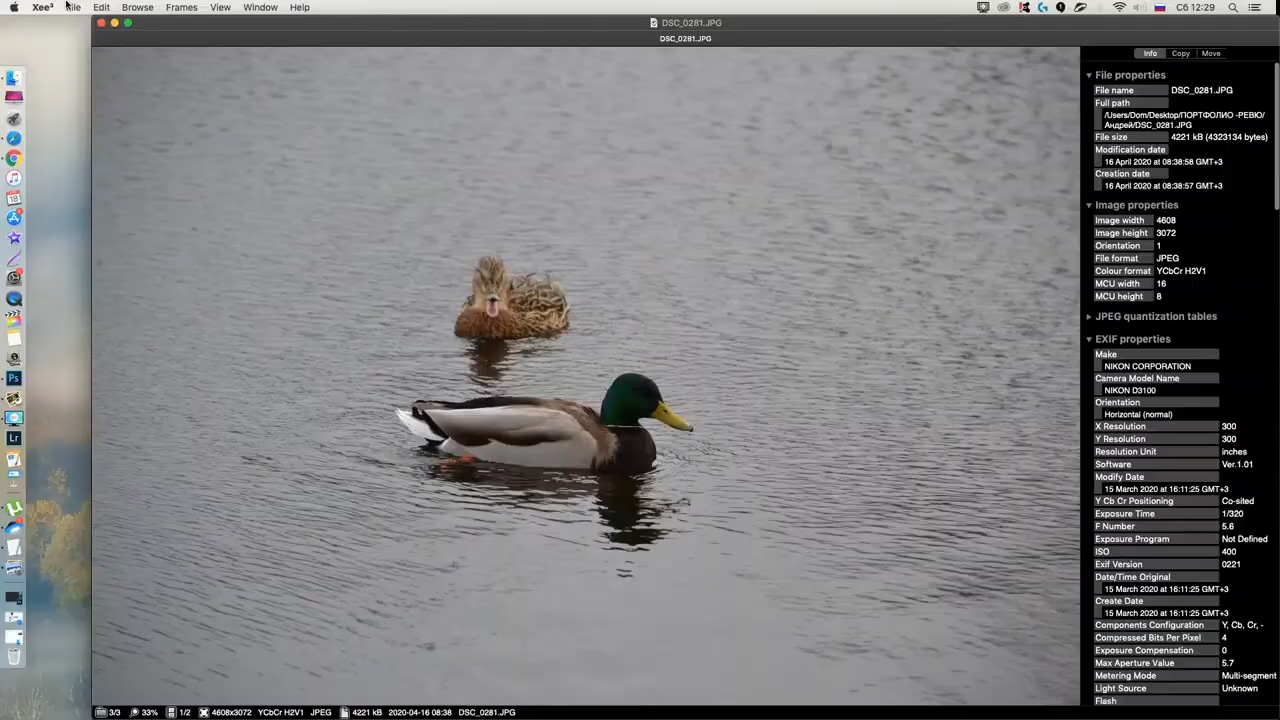 Xee³ File Edit Browse Frames View Window Help Сб 12:29
DSC_0281.JPG
DSC_0281.JPG
Info Copy Move
File properties
File name DSC_0281.JPG
Full path
/Users/Dom/Desktop/ПОРТФОЛИО -РЕВЮ/
Андрей/DSC_0281.JPG
File size 4221 kB (4323134 bytes)
Modification date
16 April 2020 at 08:38:58 GMT+3
Creation date
16 April 2020 at 08:38:57 GMT+3
Image properties
Image width 4608
Image height 3072
Orientation 1
File format JPEG
Colour format YCbCr H2V1
MCU width 16
MCU height 8
JPEG quantization tables
EXIF properties
Make
NIKON CORPORATION
Camera Model Name
NIKON D3100
Orientation
Horizontal (normal)
X Resolution 300
Y Resolution 300
Resolution Unit inches
Software Ver.1.01
Modify Date
15 March 2020 at 16:11:25 GMT+3
Y Cb Cr Positioning Co-sited
Exposure Time 1/320
F Number 5.6
Exposure Program Not Defined
ISO 400
Exif Version 0221
Date/Time Original
15 March 2020 at 16:11:25 GMT+3
Create Date
15 March 2020 at 16:11:25 GMT+3
Components Configuration Y, Cb, Cr, -
Compressed Bits Per Pixel 4
Exposure Compensation 0
Max Aperture Value 5.7
Metering Mode Multi-segment
Light Source Unknown
Flash
18
Ps
Lr
3/3 33% 1/2 4608x3072 YCbCr H2V1 JPEG 4221 kB 2020-04-16 08:38 DSC_0281.JPG